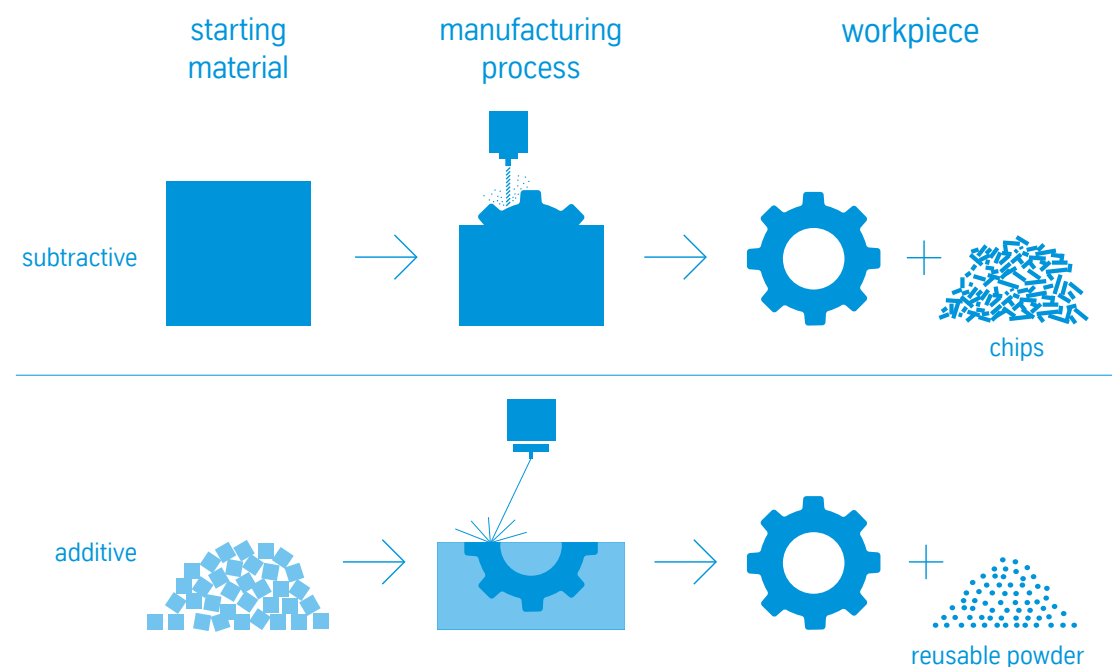 starting
material
manufacturing
process
workpiece
subtractive
chips
additive
reusable powder